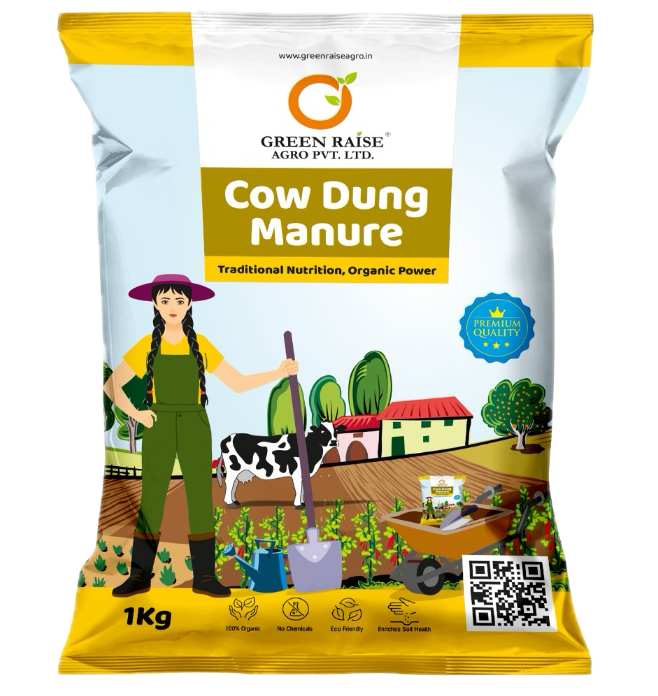 www.greenraiseagro.in
GREEN RAISE®
AGRO PVT. LTD.
Cow Dung
Manure
Traditional Nutrition, Organic Power
PREMIUM
QUALITY
1Kg
100% Organic
No Chemicals
Eco Friendly
Enriches Soil Health